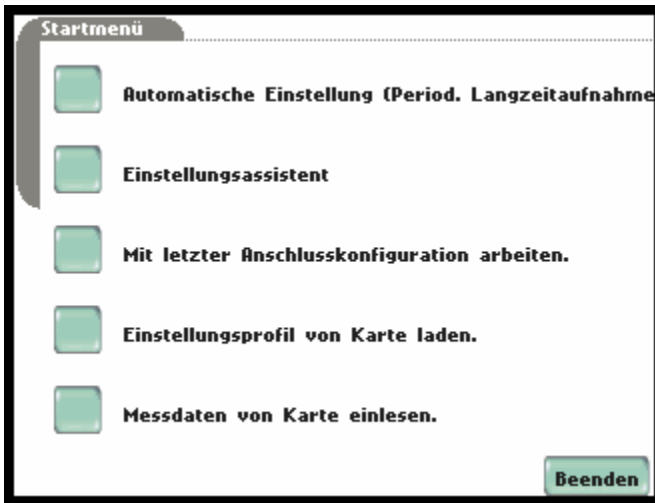 Startmenü
Automatische Einstellung (Period. Langzeitaufnahme
Einstellungsassistent
Mit letzter Anschlusskonfiguration arbeiten.
Einstellungsprofil von Karte laden.
Messdaten von Karte einlesen.
Beenden